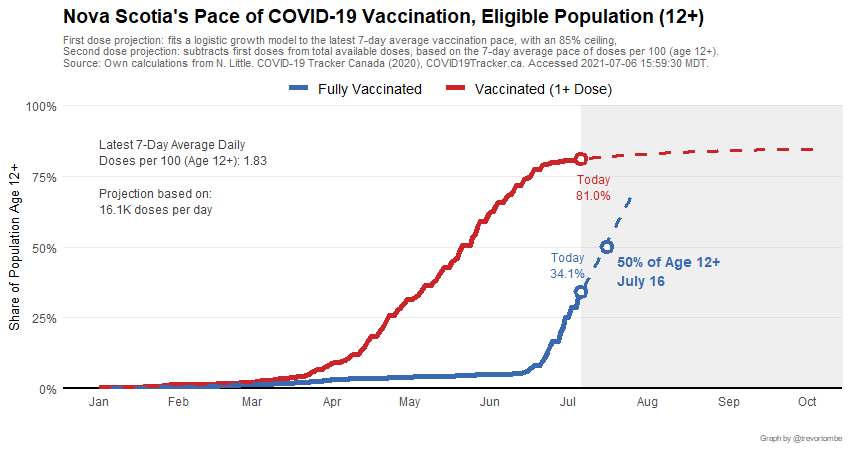 Nova Scotia's Pace of COVID-19 Vaccination, Eligible Population (12+)
First dose projection: fits a logistic growth model to the latest 7-day average vaccination pace, with an 85% ceiling,
Second dose projection: subtracts first doses from total available doses, based on the 7-day average pace of doses per 100 (age 12+).
Source: Own calculations from N. Little. COVID-19 Tracker Canada (2020), COVID19Tracker.ca. Accessed 2021-07-06 15:59:30 MDT.
Fully Vaccinated
Vaccinated (1+ Dose)
100%
75%
50%
25%
0%
Share of Population Age 12+
Latest 7-Day Average Daily
Doses per 100 (Age 12+): 1.83
Projection based on:
16.1K doses per day
Today
81.0%
Today
34.1%
50% of Age 12+
July 16
Jan
Feb
Mar
Apr
May
Jun
Jul
Aug
Sep
Oct
Graph by @trevortombe